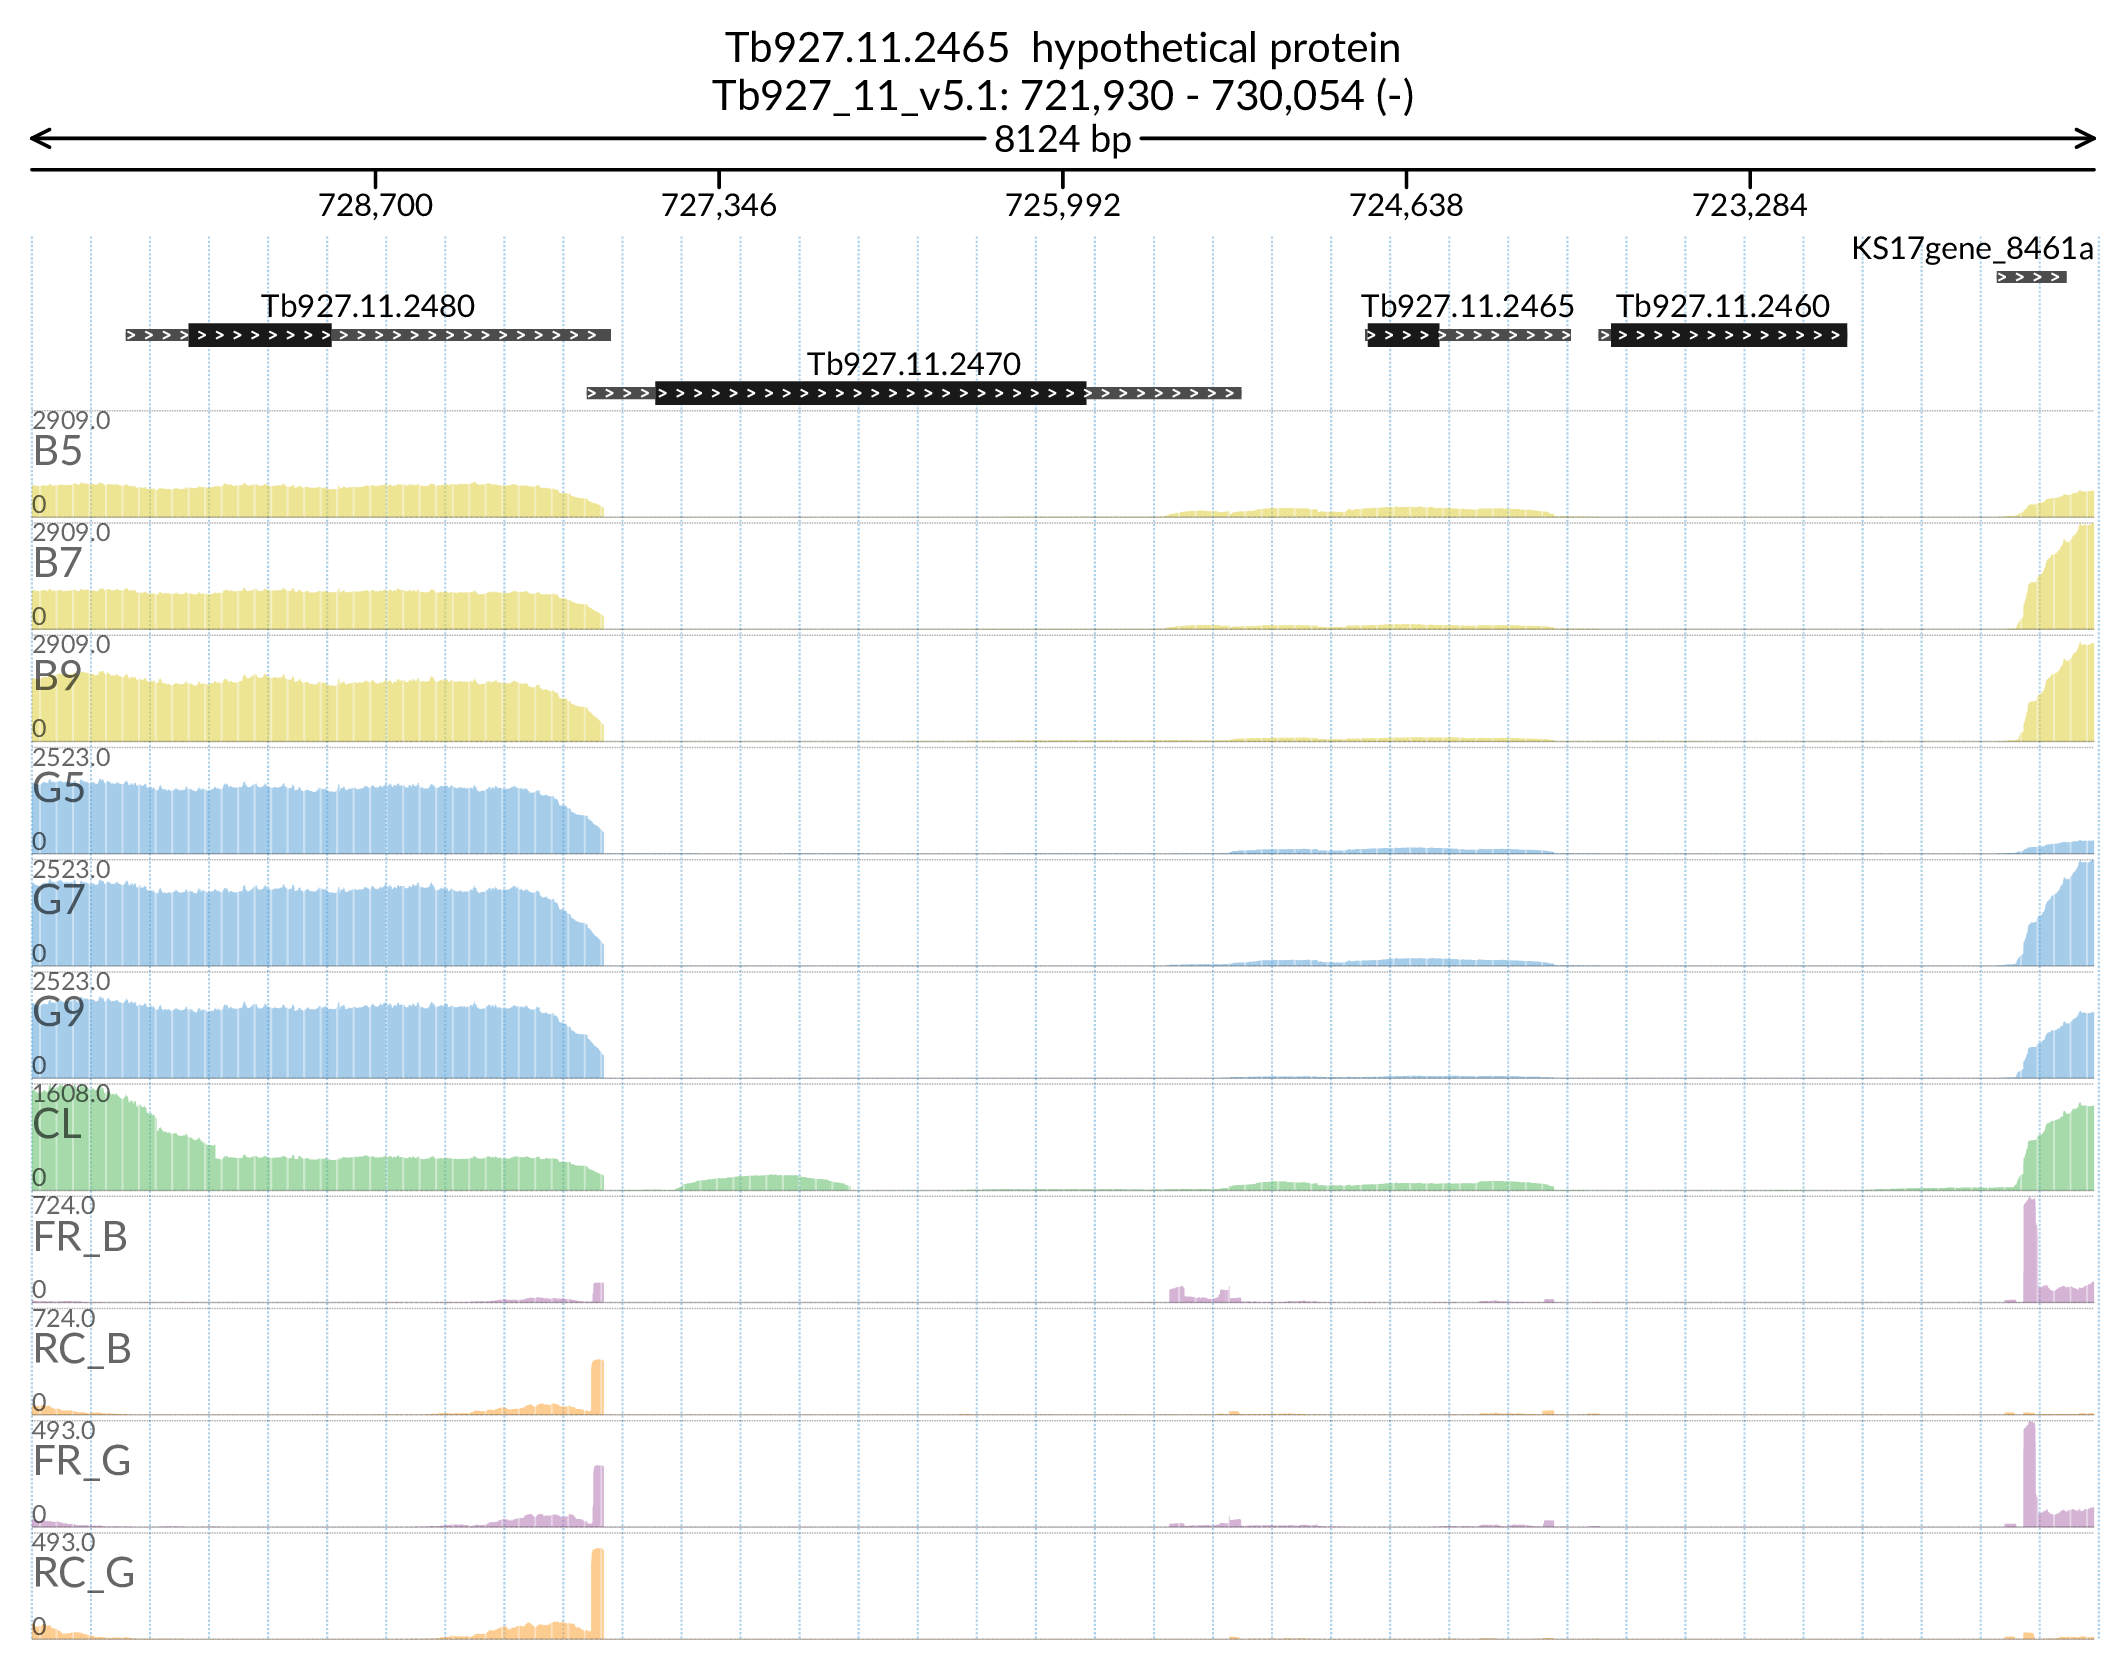 Tb927.11.2465  hypothetical protein
Tb927_11_v5.1: 721,930 - 730,054 (-)
8124 bp
728,700 727,346 725,992 724,638 723,284
KS17gene_8461a
Tb927.11.2480 Tb927.11.2465 Tb927.11.2460
Tb927.11.2470
2909.0
B5
0
2909.0
B7
0
2909.0
B9
0
2523.0
G5
0
2523.0
G7
0
2523.0
G9
0
1608.0
CL
0
724.0
FR_B
0
724.0
RC_B
0
493.0
FR_G
0
493.0
RC_G
0